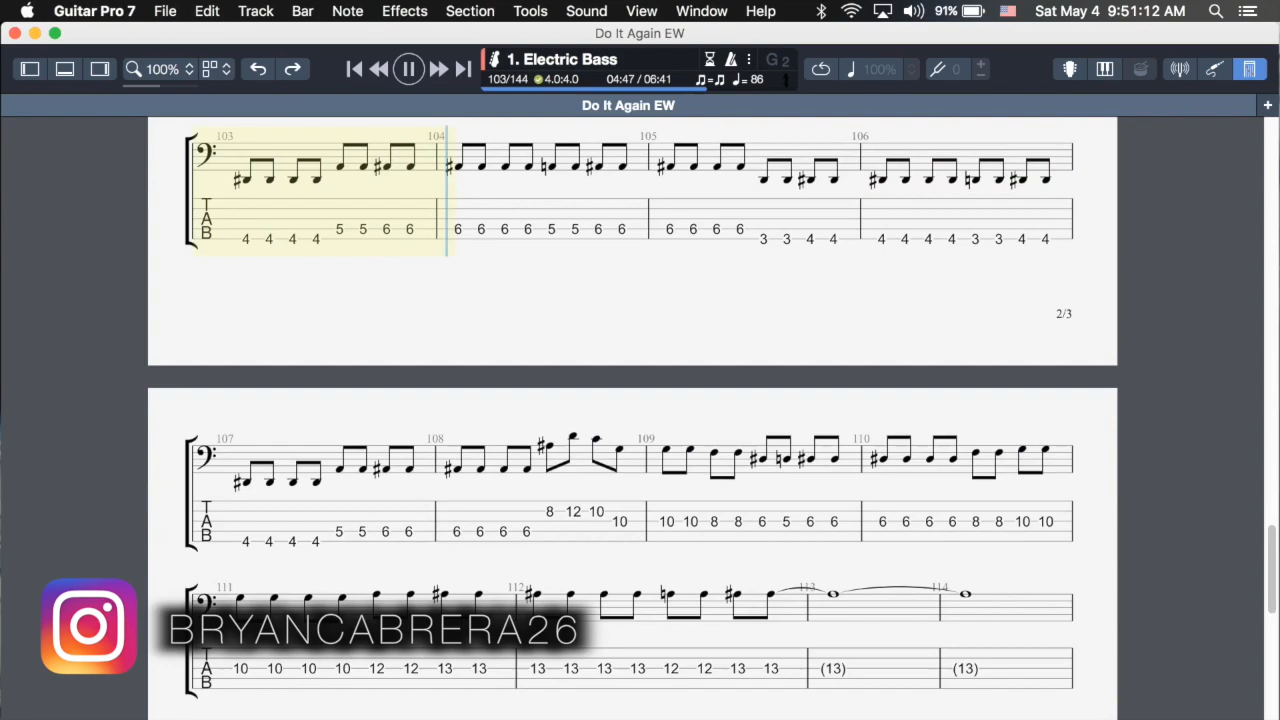 Guitar Pro 7 File Edit Track Bar Note Effects Section Tools Sound View Window Help 91% Sat May 4 9:51:12 AM
Do It Again EW
100% 1. Electric Bass G 2 100% 0
103/144 4.0:4.0 04:47 / 06:41 ♫=♫ ♩= 86
Do It Again EW +
103 104 105 106
T
A
B
4 4 4 4 5 5 6 6 6 6 6 6 5 5 6 6 6 6 6 6 3 3 4 4 4 4 4 4 3 3 4 4
2/3
107 108 109 110
T
A
B
4 4 4 4 5 5 6 6 6 6 6 6 8 12 10 10 10 10 8 8 6 5 6 6 6 6 6 6 8 8 10 10
111 112 113 114
BRYANCABRERA26
T
A
B
10 10 10 10 12 12 13 13 13 13 13 13 12 12 13 13 (13) (13)